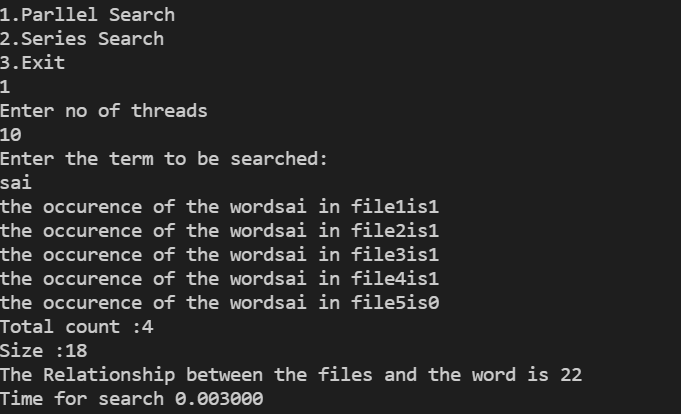 1.Parllel Search
2.Series Search
3.Exit
1
Enter no of threads
10
Enter the term to be searched:
sai
the occurence of the wordsai in file1is1
the occurence of the wordsai in file2is1
the occurence of the wordsai in file3is1
the occurence of the wordsai in file4is1
the occurence of the wordsai in file5is0
Total count :4
Size :18
The Relationship between the files and the word is 22
Time for search 0.003000